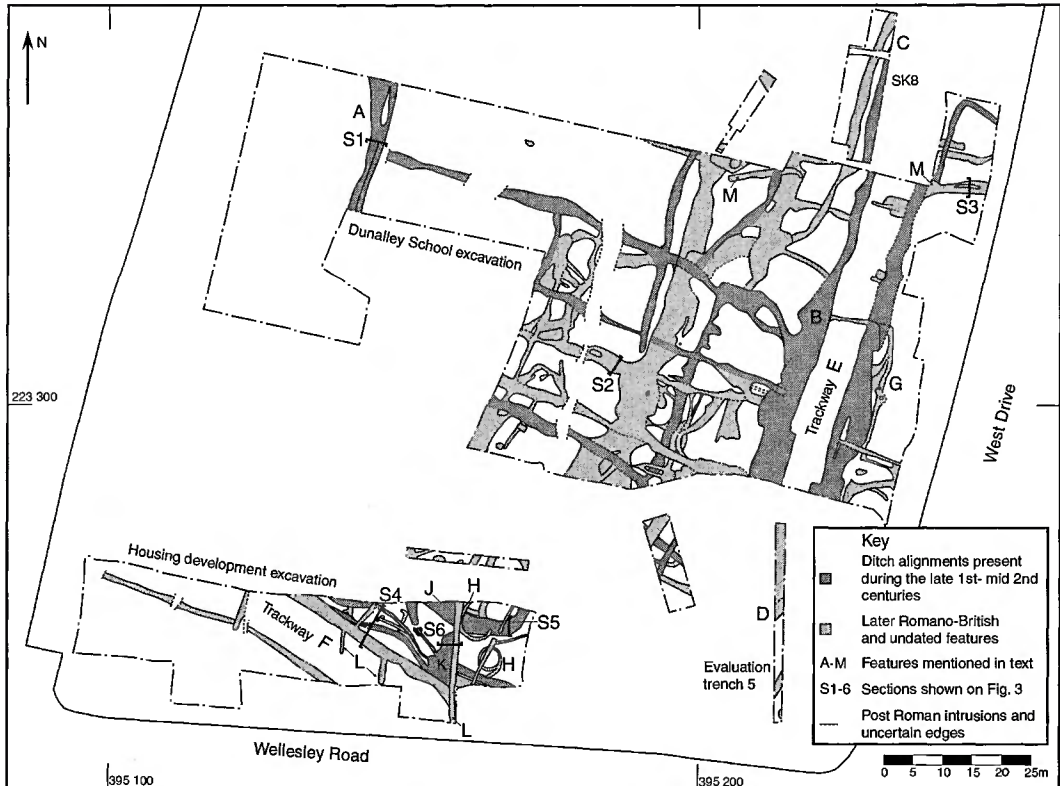 N
C
SK8
A
S1
M
M
S3
Dunalley School excavation
B
Trackway E
G
S2
223 300
West Drive
Housing development excavation
Trackway F
S4
J
H
S6
S5
K
H
L
L
D
Evaluation
trench 5
Wellesley Road
395 100
395 200
Key
Ditch alignments present
during the late 1st- mid 2nd
centuries
Later Romano-British
and undated features
A-M Features mentioned in text
S1-6 Sections shown on Fig. 3
Post Roman intrusions and
uncertain edges
0 5 10 15 20 25m